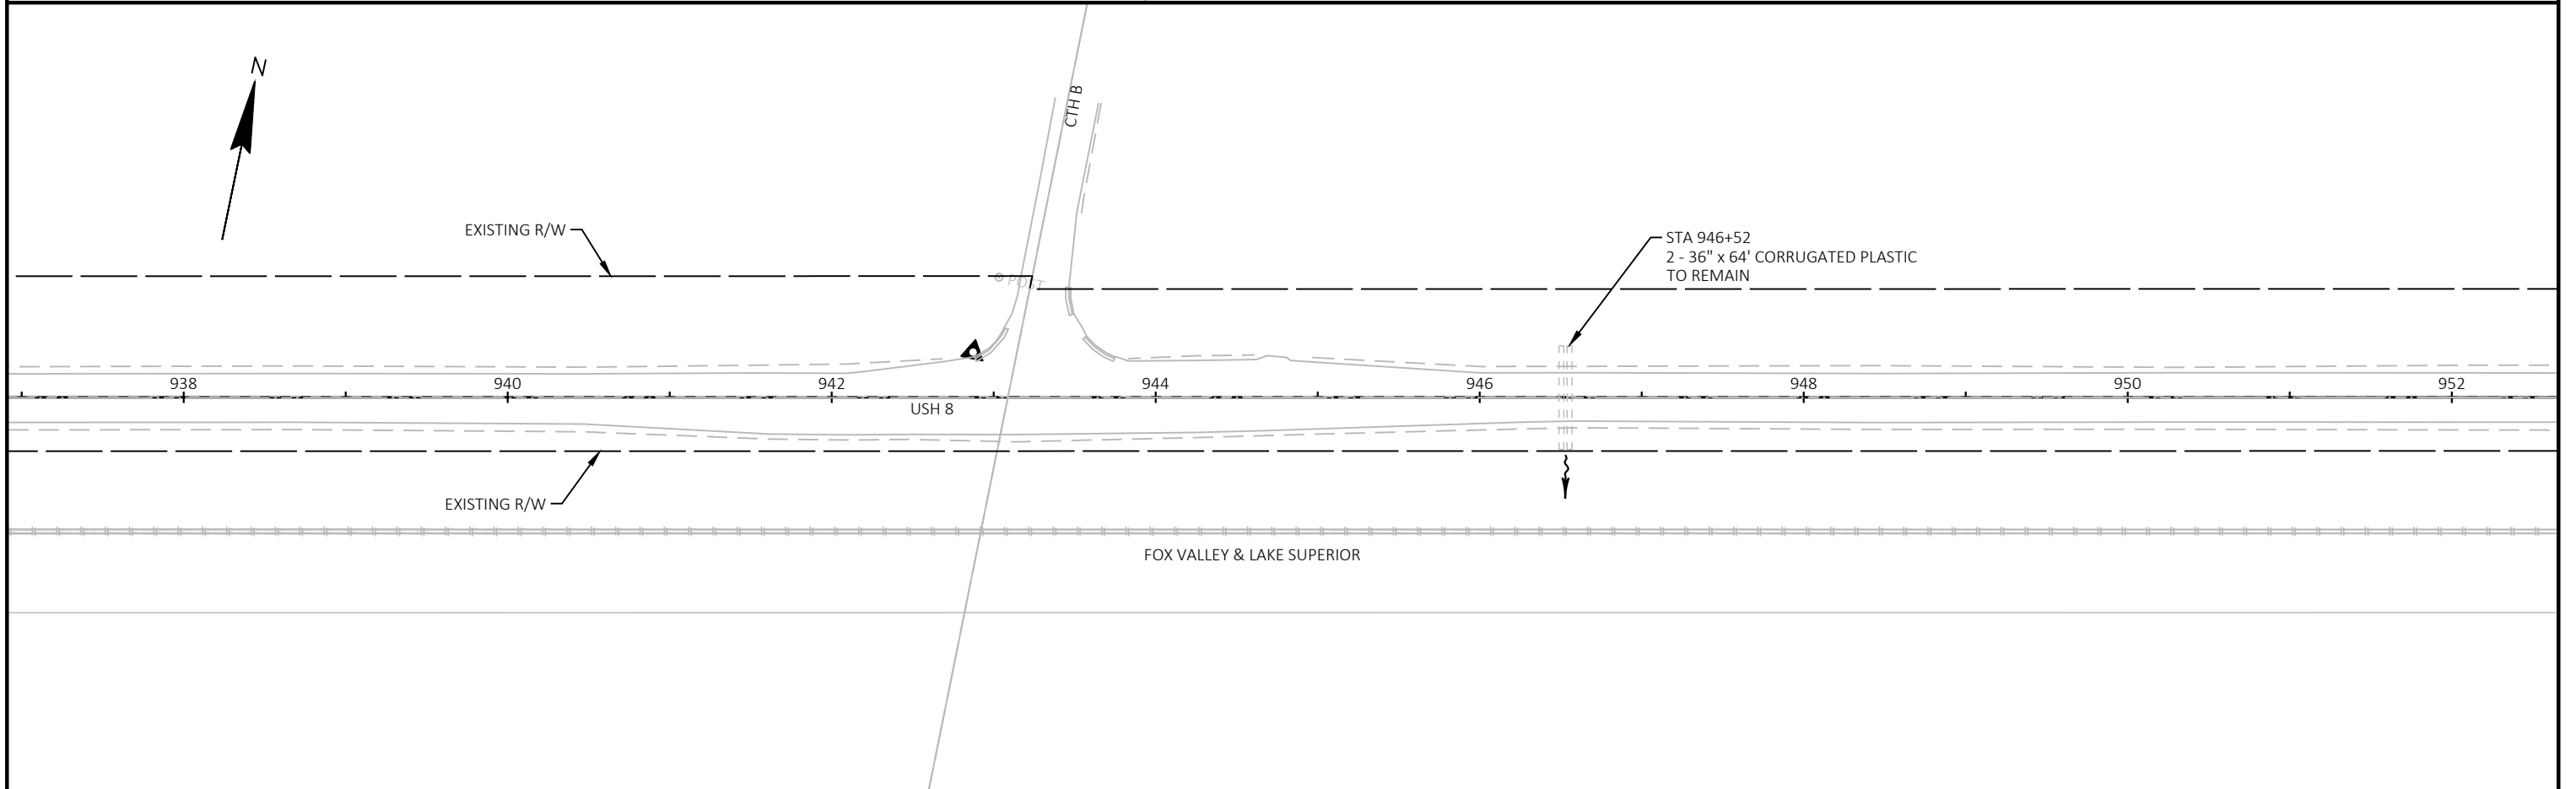 N
CTH B
EXISTING R/W
STA 946+52
2 - 36" x 64' CORRUGATED PLASTIC
TO REMAIN
POST
938 940 942 944 946 948 950 952
USH 8
EXISTING R/W
FOX VALLEY & LAKE SUPERIOR